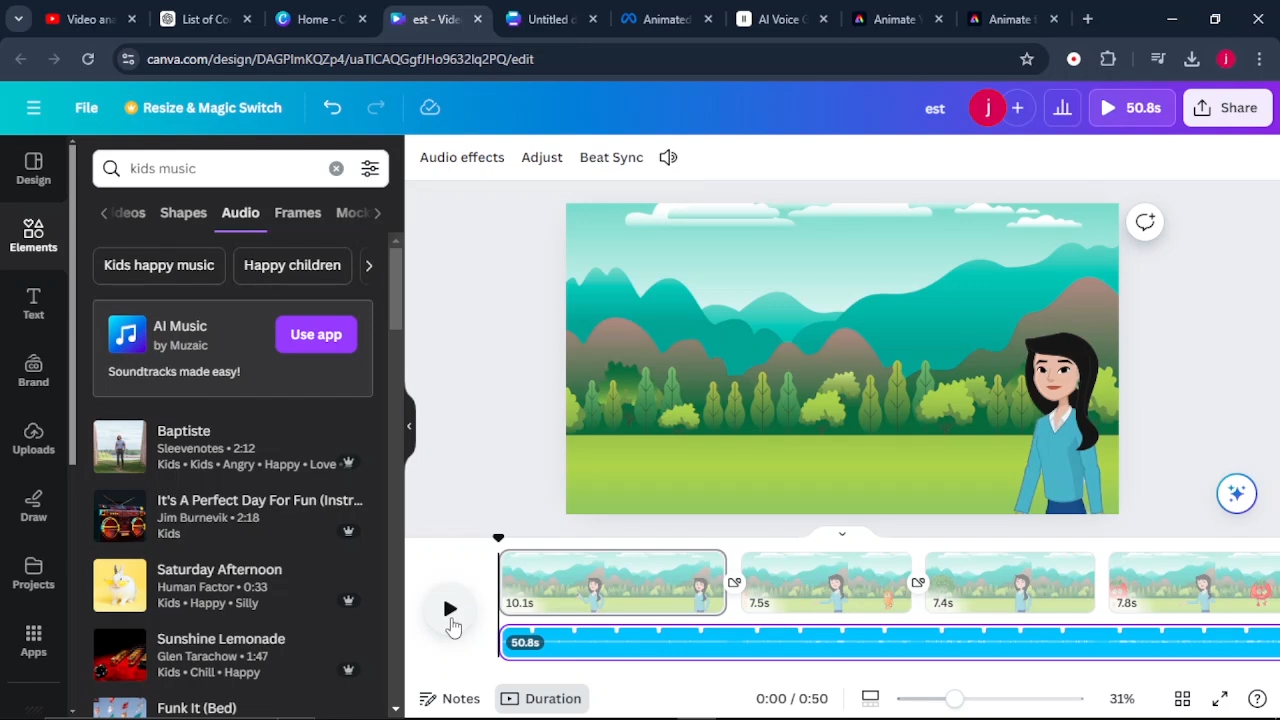 Video ana
List of Co
Home - C
est - Vide
Untitled d
Animated
AI Voice G
Animate
Animate
canva.com/design/DAGPlmKQZp4/uaTlCAQGgfJHo9632Iq2PQ/edit
j
File
Resize & Magic Switch
est
j
50.8s
Share
Design
kids music
Audio effects
Adjust
Beat Sync
Elements
ideos
Shapes
Audio
Frames
Mock
Kids happy music
Happy children
Text
AI Music
by Muzaic
Use app
Soundtracks made easy!
Brand
Uploads
Baptiste
Sleevenotes • 2:12
Kids • Kids • Angry • Happy • Love
Draw
It's A Perfect Day For Fun (Instr...
Jim Burnevik • 2:18
Kids
Projects
Saturday Afternoon
Human Factor • 0:33
Kids • Happy • Silly
10.1s
7.5s
7.4s
7.8s
Apps
Sunshine Lemonade
Glen Tarachow • 1:47
Kids • Chill • Happy
50.8s
Funk It (Bed)
Notes
Duration
0:00 / 0:50
31%